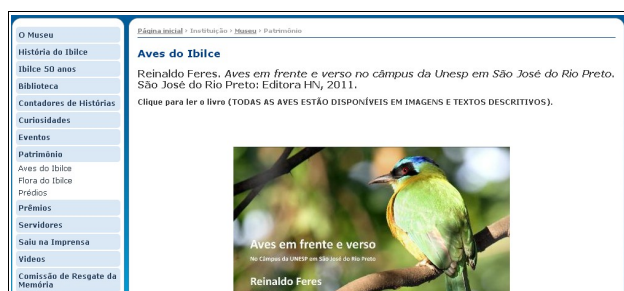 O Museu
História do Ibilce
Ibilce 50 anos
Biblioteca
Contadores de Histórias
Curiosidades
Eventos
Patrimônio
Aves do Ibilce
Flora do Ibilce
Prédios
Prêmios
Servidores
Saiu na Imprensa
Videos
Comissão de Resgate da
Memória
Página inicial › Instituição › Museu › Patrimônio
Aves do Ibilce
Reinaldo Feres. Aves em frente e verso no câmpus da Unesp em São José do Rio Preto.
São José do Rio Preto: Editora HN, 2011.
Clique para ler o livro (TODAS AS AVES ESTÃO DISPONÍVEIS EM IMAGENS E TEXTOS DESCRITIVOS).
Aves em frente e verso
No Câmpus da UNESP em São José do Rio Preto
Reinaldo Feres